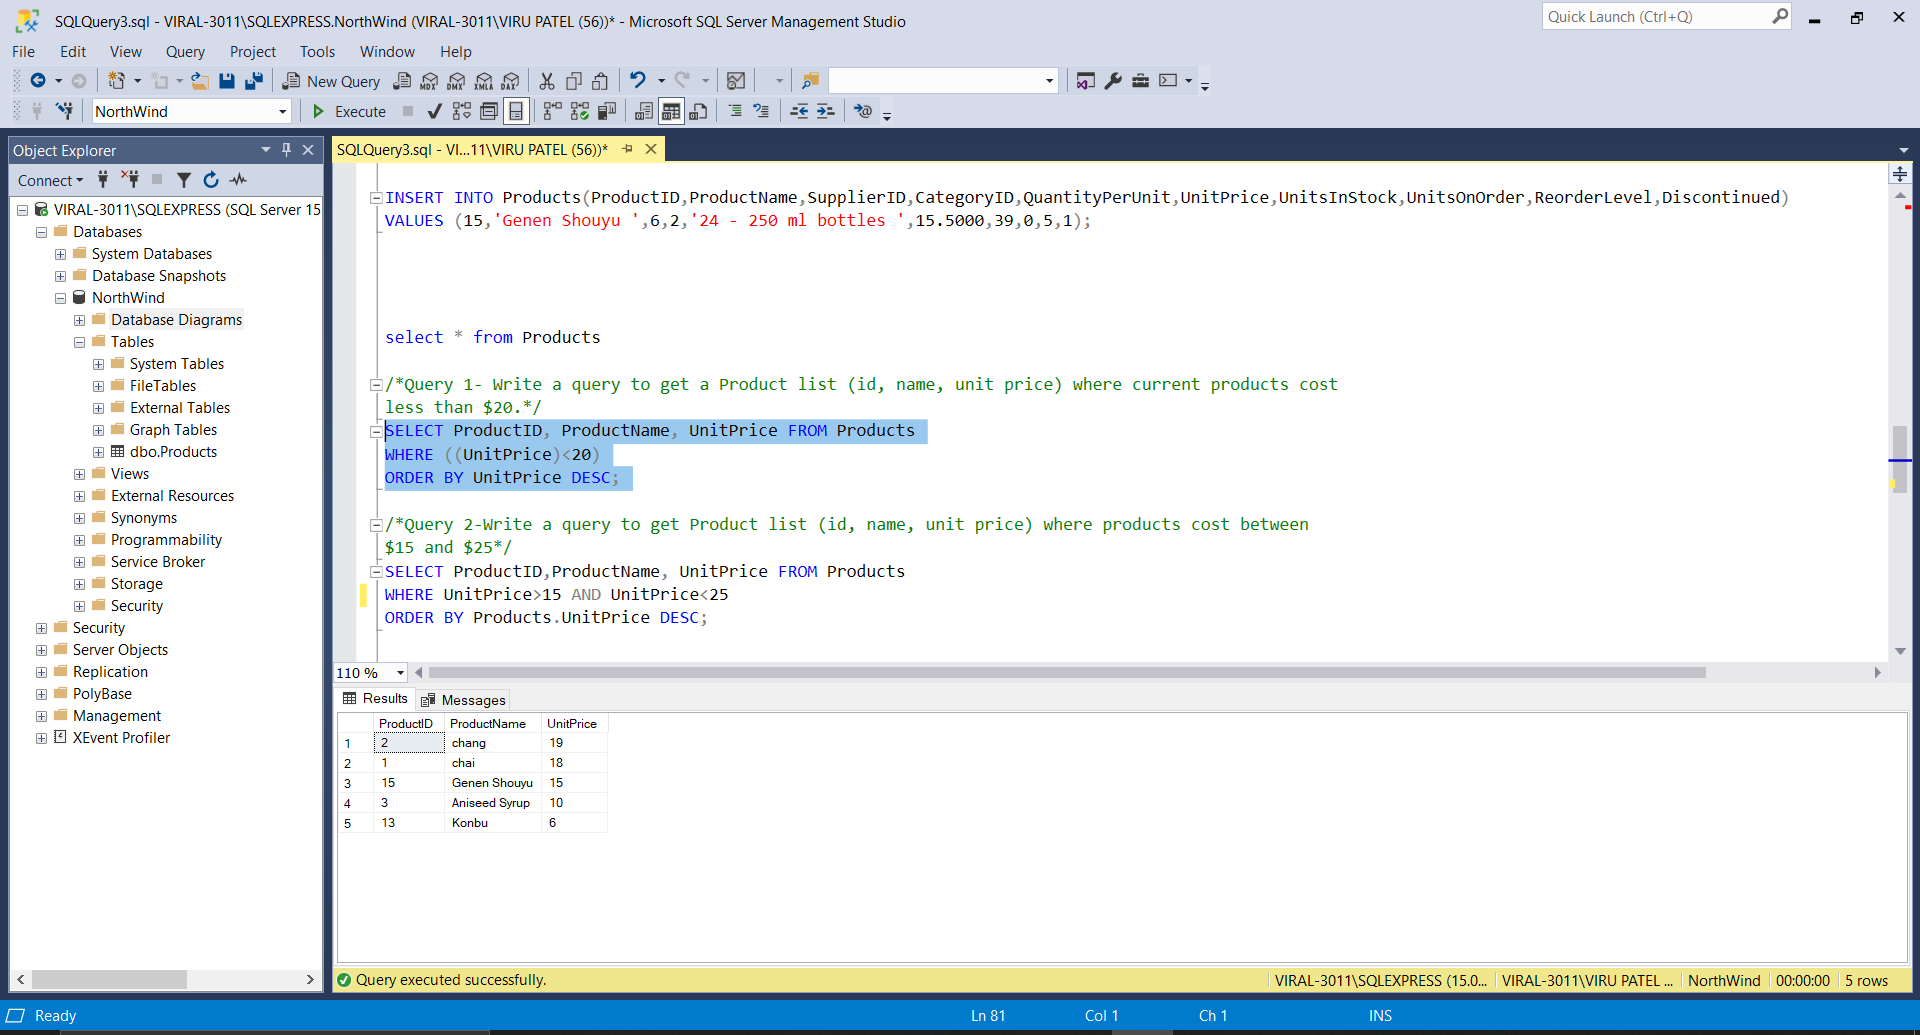 SQLQuery3.sql - VIRAL-3011\SQLEXPRESS.NorthWind (VIRAL-3011\VIRU PATEL (56))* - Microsoft SQL Server Management Studio
Quick Launch (Ctrl+Q)
File Edit View Query Project Tools Window Help
New Query MDX DMX XMLA DAX
NorthWind Execute
Object Explorer
Connect
VIRAL-3011\SQLEXPRESS (SQL Server 15
Databases
System Databases
Database Snapshots
NorthWind
Database Diagrams
Tables
System Tables
FileTables
External Tables
Graph Tables
dbo.Products
Views
External Resources
Synonyms
Programmability
Service Broker
Storage
Security
Security
Server Objects
Replication
PolyBase
Management
XEvent Profiler
SQLQuery3.sql - VI...11\VIRU PATEL (56))*
INSERT INTO Products(ProductID,ProductName,SupplierID,CategoryID,QuantityPerUnit,UnitPrice,UnitsInStock,UnitsOnOrder,ReorderLevel,Discontinued)
VALUES (15,'Genen Shouyu ',6,2,'24 - 250 ml bottles ',15.5000,39,0,5,1);
select * from Products
/*Query 1- Write a query to get a Product list (id, name, unit price) where current products cost
less than $20.*/
SELECT ProductID, ProductName, UnitPrice FROM Products
WHERE ((UnitPrice)<20)
ORDER BY UnitPrice DESC;
/*Query 2-Write a query to get Product list (id, name, unit price) where products cost between
$15 and $25*/
SELECT ProductID,ProductName, UnitPrice FROM Products
WHERE UnitPrice>15 AND UnitPrice<25
ORDER BY Products.UnitPrice DESC;
110 %
Results Messages
ProductID ProductName UnitPrice
1 2 chang 19
2 1 chai 18
3 15 Genen Shouyu 15
4 3 Aniseed Syrup 10
5 13 Konbu 6
Query executed successfully. VIRAL-3011\SQLEXPRESS (15.0... VIRAL-3011\VIRU PATEL ... NorthWind 00:00:00 5 rows
Ready Ln 81 Col 1 Ch 1 INS